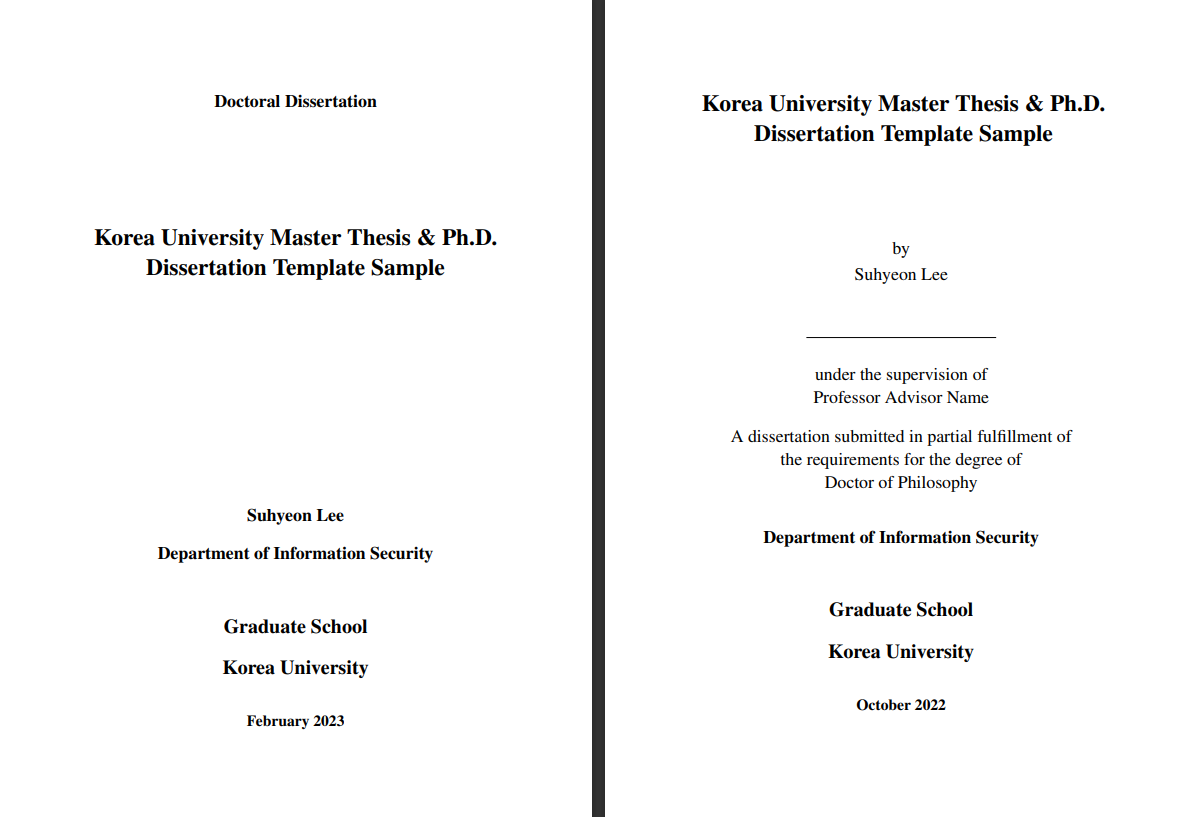 Doctoral Dissertation
Korea University Master Thesis & Ph.D.
Dissertation Template Sample
Suhyeon Lee
Department of Information Security
Graduate School
Korea University
February 2023
Korea University Master Thesis & Ph.D.
Dissertation Template Sample
by
Suhyeon Lee
under the supervision of
Professor Advisor Name
A dissertation submitted in partial fulfillment of
the requirements for the degree of
Doctor of Philosophy
Department of Information Security
Graduate School
Korea University
October 2022